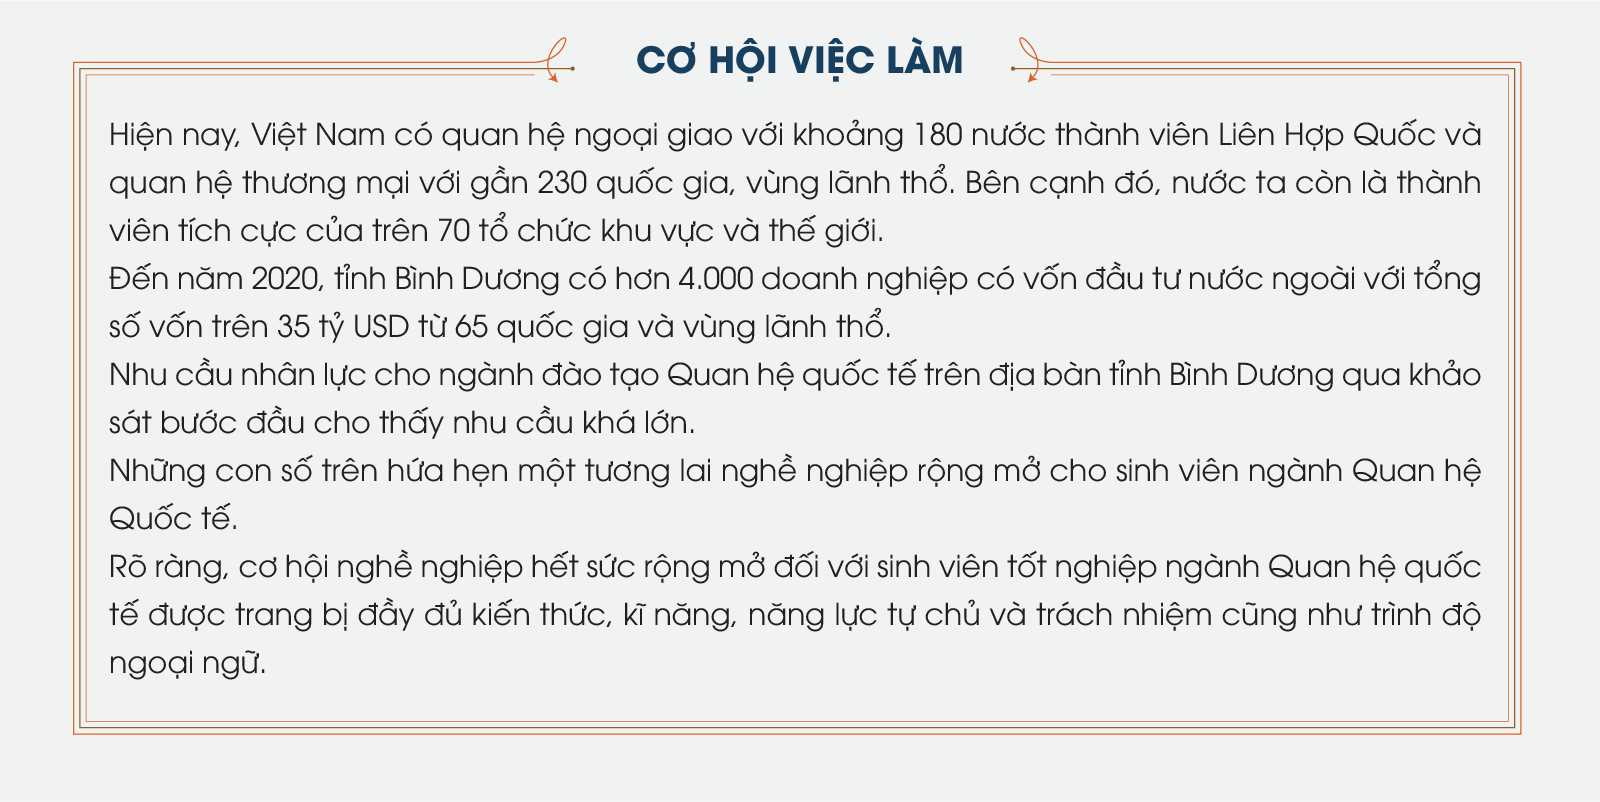 CƠ HỘI VIỆC LÀM
Hiện nay, Việt Nam có quan hệ ngoại giao với khoảng 180 nước thành viên Liên Hợp Quốc và
quan hệ thương mại với gần 230 quốc gia, vùng lãnh thổ. Bên cạnh đó, nước ta còn là thành
viên tích cực của trên 70 tổ chức khu vực và thế giới.
Đến năm 2020, tỉnh Bình Dương có hơn 4.000 doanh nghiệp có vốn đầu tư nước ngoài với tổng
số vốn trên 35 tỷ USD từ 65 quốc gia và vùng lãnh thổ.
Nhu cầu nhân lực cho ngành đào tạo Quan hệ quốc tế trên địa bàn tỉnh Bình Dương qua khảo
sát bước đầu cho thấy nhu cầu khá lớn.
Những con số trên hứa hẹn một tương lai nghề nghiệp rộng mở cho sinh viên ngành Quan hệ
Quốc tế.
Rõ ràng, cơ hội nghề nghiệp hết sức rộng mở đối với sinh viên tốt nghiệp ngành Quan hệ quốc
tế được trang bị đầy đủ kiến thức, kĩ năng, năng lực tự chủ và trách nhiệm cũng như trình độ
ngoại ngữ.